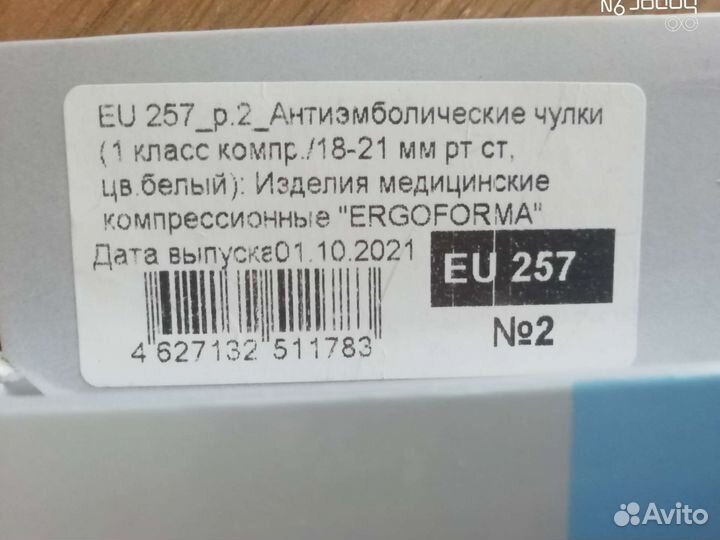 EU 257_р.2_Антиэмболические чулки
(1 класс компр./18-21 мм рт ст,
цв.белый): Изделия медицинские
компрессионные "ERGOFORMA"
Дата выпуска01.10.2021
EU 257
№2
4 627132 511783
Avito